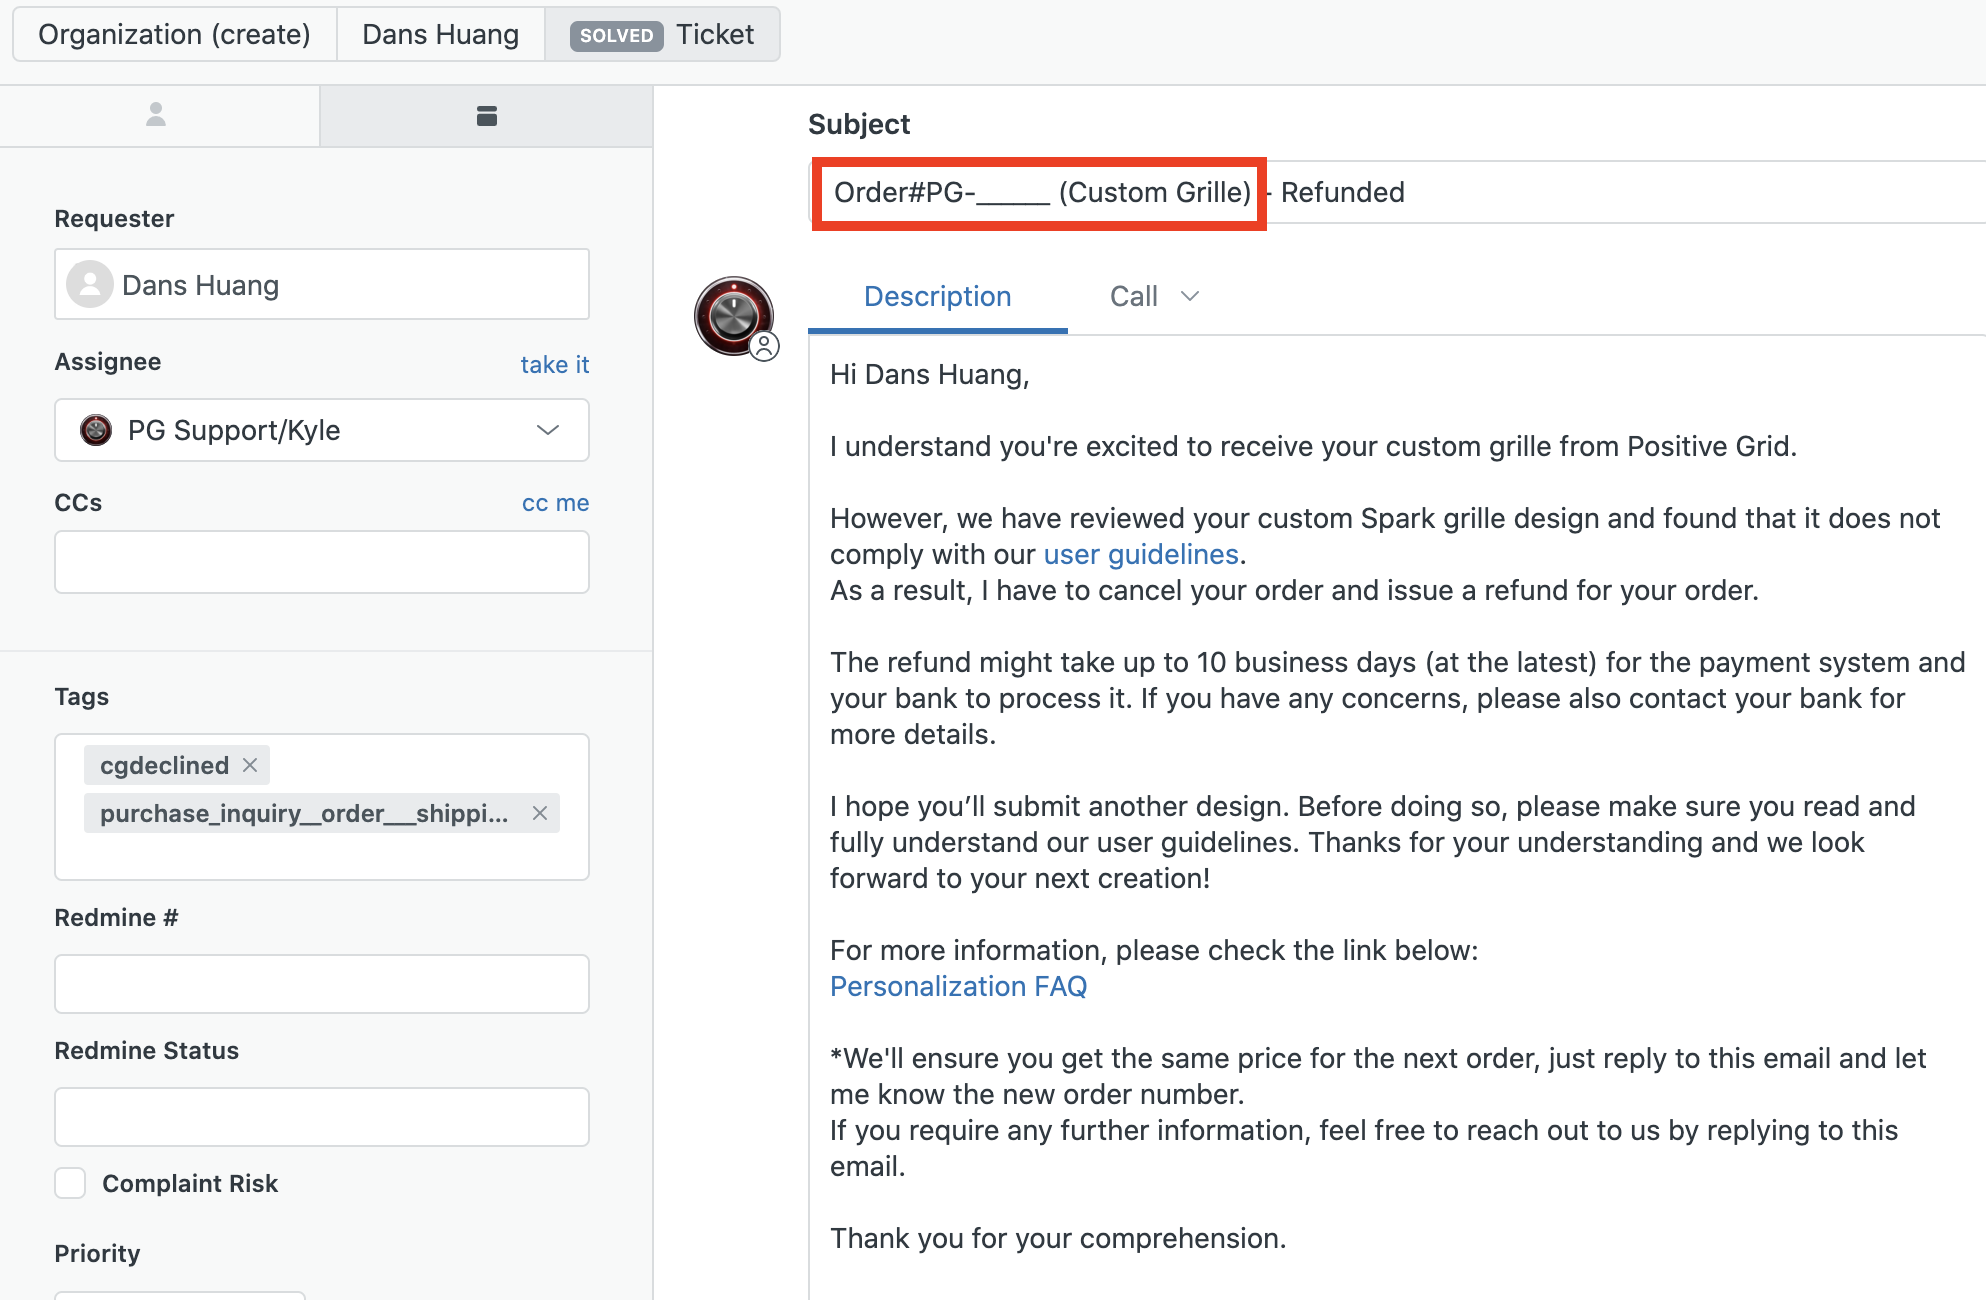 Organization (create)
Dans Huang
SOLVED Ticket
Requester
Dans Huang
Assignee
take it
PG Support/Kyle
CCs
cc me
Tags
cgdeclined
purchase_inquiry__order___shippi...
Redmine #
Redmine Status
Complaint Risk
Priority
Subject
Order#PG-______ (Custom Grille) - Refunded
Description
Call
Hi Dans Huang,
I understand you're excited to receive your custom grille from Positive Grid.
However, we have reviewed your custom Spark grille design and found that it does not
comply with our user guidelines.
As a result, I have to cancel your order and issue a refund for your order.
The refund might take up to 10 business days (at the latest) for the payment system and
your bank to process it. If you have any concerns, please also contact your bank for
more details.
I hope you’ll submit another design. Before doing so, please make sure you read and
fully understand our user guidelines. Thanks for your understanding and we look
forward to your next creation!
For more information, please check the link below:
Personalization FAQ
*We'll ensure you get the same price for the next order, just reply to this email and let
me know the new order number.
If you require any further information, feel free to reach out to us by replying to this
email.
Thank you for your comprehension.